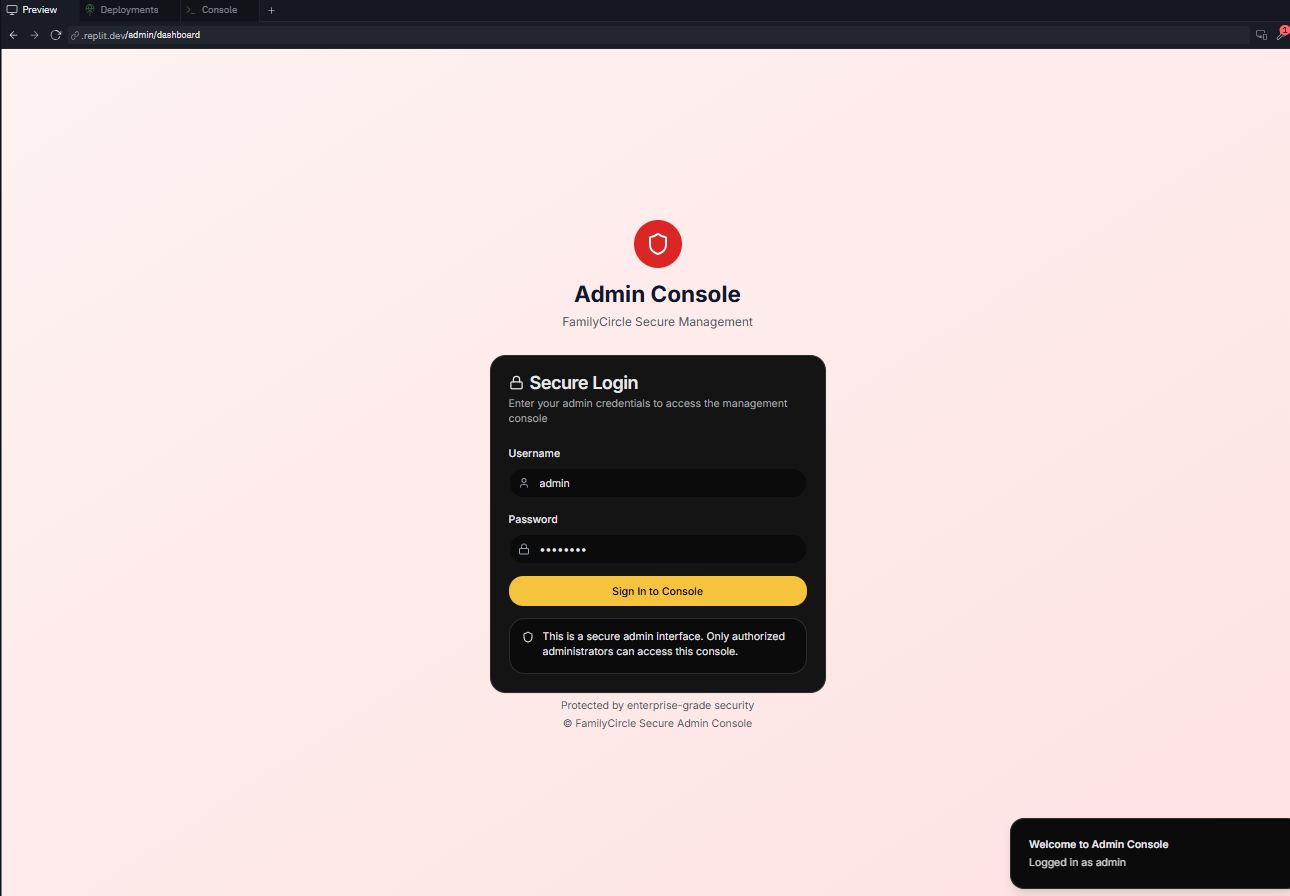 Preview
Deployments
Console
.replit.dev/admin/dashboard
1
Admin Console
FamilyCircle Secure Management
Secure Login
Enter your admin credentials to access the management
console
Username
admin
Password
Sign In to Console
This is a secure admin interface. Only authorized
administrators can access this console.
Protected by enterprise-grade security
© FamilyCircle Secure Admin Console
Welcome to Admin Console
Logged in as admin